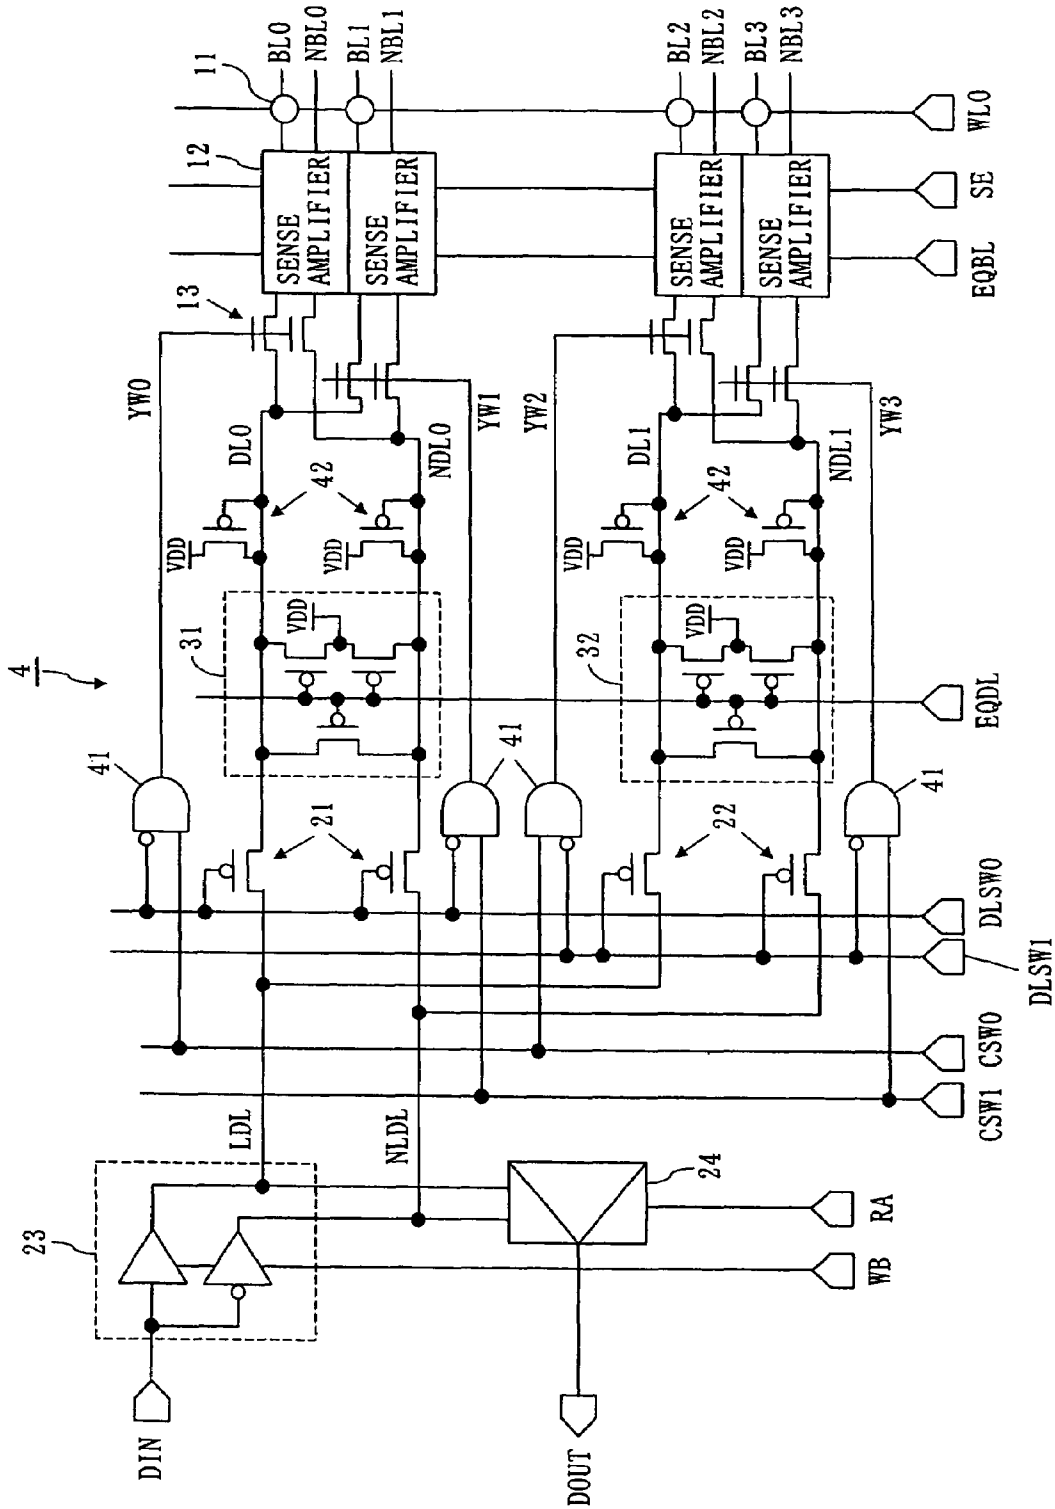 4
DIN
23
WB
RA
24
DOUT
LDL
NLDL
CSW1
CSW0
DLSW1
DLSW0
41
41
41
21
22
31
32
EQDL
VDD
VDD
VDD
VDD
VDD
VDD
42
42
DL0
NDL0
DL1
NDL1
YW0
YW1
YW2
YW3
13
12
11
SENSE
AMPLIFIER
SENSE
AMPLIFIER
SENSE
AMPLIFIER
SENSE
AMPLIFIER
BL0
NBL0
BL1
NBL1
BL2
NBL2
BL3
NBL3
EQBL
SE
WL0